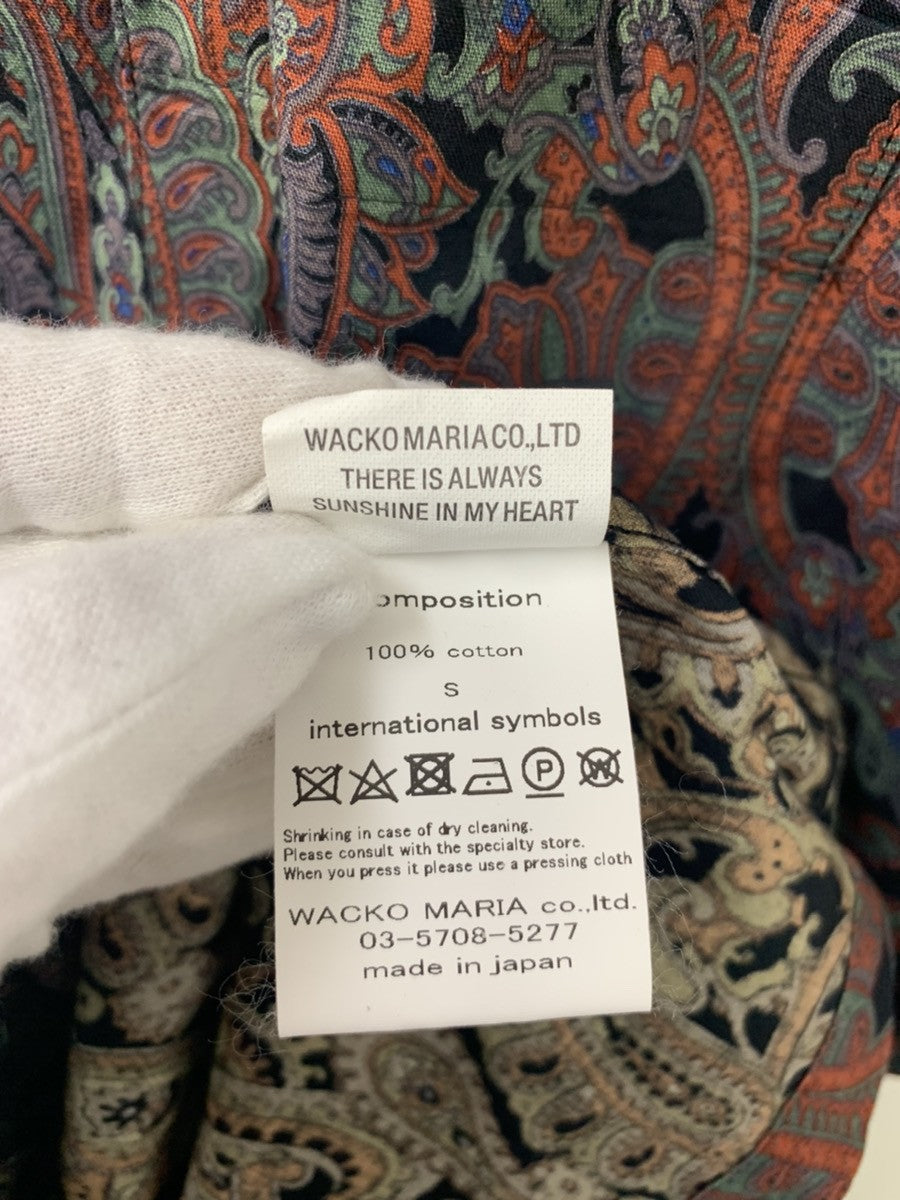 WACKO MARIA CO.,LTD
THERE IS ALWAYS
SUNSHINE IN MY HEART
omposition
100% cotton
S
international symbols
P W
Shrinking in case of dry cleaning.
Please consult with the specialty store.
When you press it please use a pressing cloth
WACKO MARIA co.,ltd.
03-5708-5277
made in japan